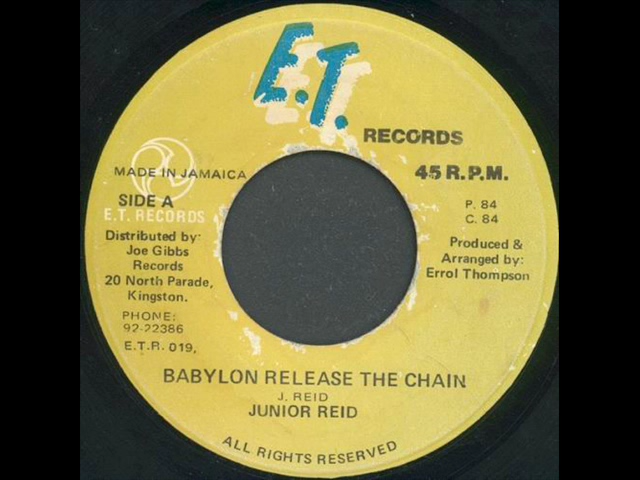 E.T.
RECORDS
MADE IN JAMAICA
45 R.P.M.
SIDE A
E.T. RECORDS
P. 84
C. 84
Distributed by:
Joe Gibbs
Records
20 North Parade,
Kingston.
Produced &
Arranged by:
Errol Thompson
PHONE:
92-22386
E.T.R. 019,
BABYLON RELEASE THE CHAIN
J. REID
JUNIOR REID
ALL RIGHTS RESERVED